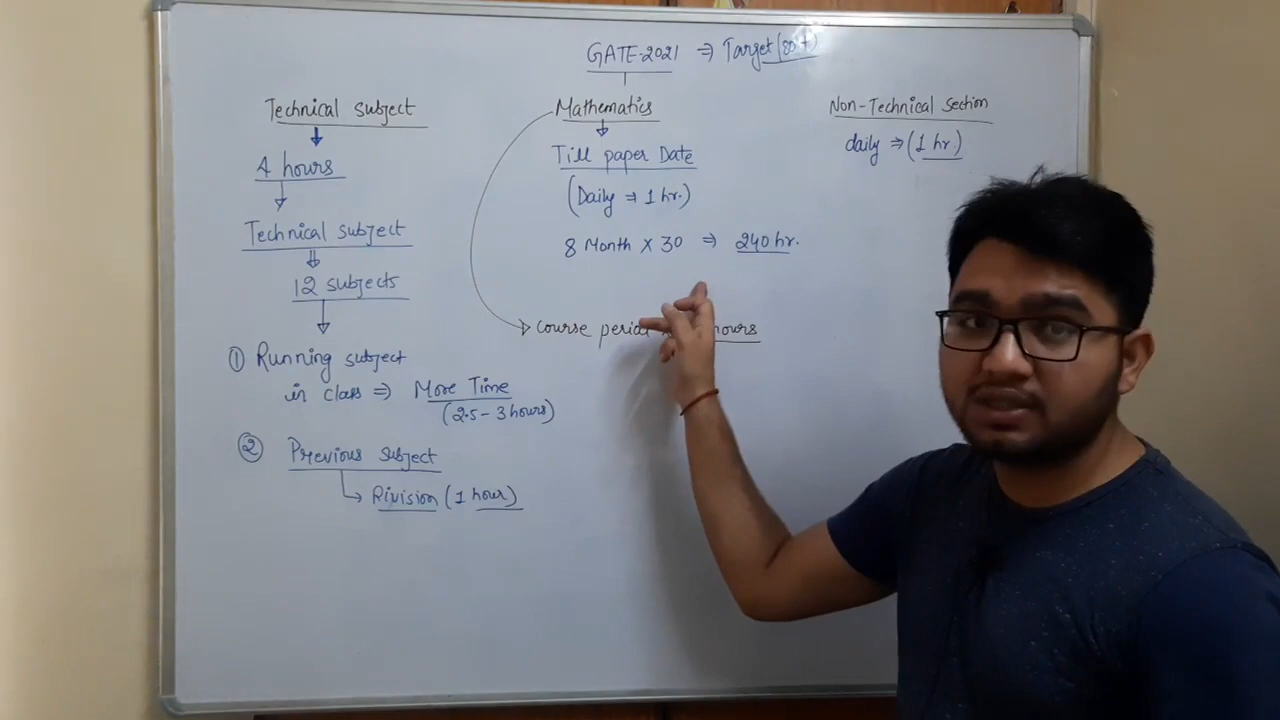 GATE-2021 ⇒ Target (80+)
Technical subject
4 hours
Technical subject
12 subjects
① Running subject
in class ⇒ More Time
(2.5 – 3 hours)
② Previous subject
Rivision (1 hour)
Mathematics
Till paper Date
(Daily ⇒ 1 hr.)
8 Month X 30 ⇒ 240 hr.
Course hours
Non-Technical Section
daily ⇒ (1 hr.)